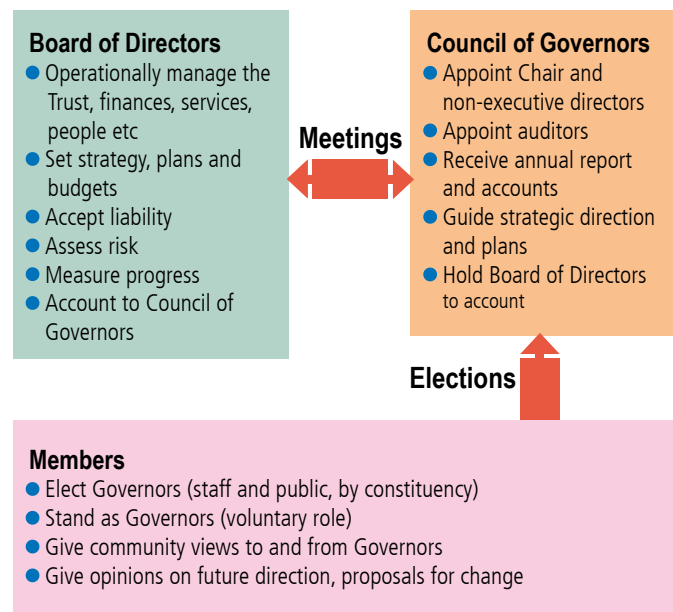 Board of Directors
● Operationally manage the
Trust, finances, services,
people etc
● Set strategy, plans and
budgets
● Accept liability
● Assess risk
● Measure progress
● Account to Council of
Governors
Meetings
Council of Governors
● Appoint Chair and
non-executive directors
● Appoint auditors
● Receive annual report
and accounts
● Guide strategic direction
and plans
● Hold Board of Directors
to account
Elections
Members
● Elect Governors (staff and public, by constituency)
● Stand as Governors (voluntary role)
● Give community views to and from Governors
● Give opinions on future direction, proposals for change